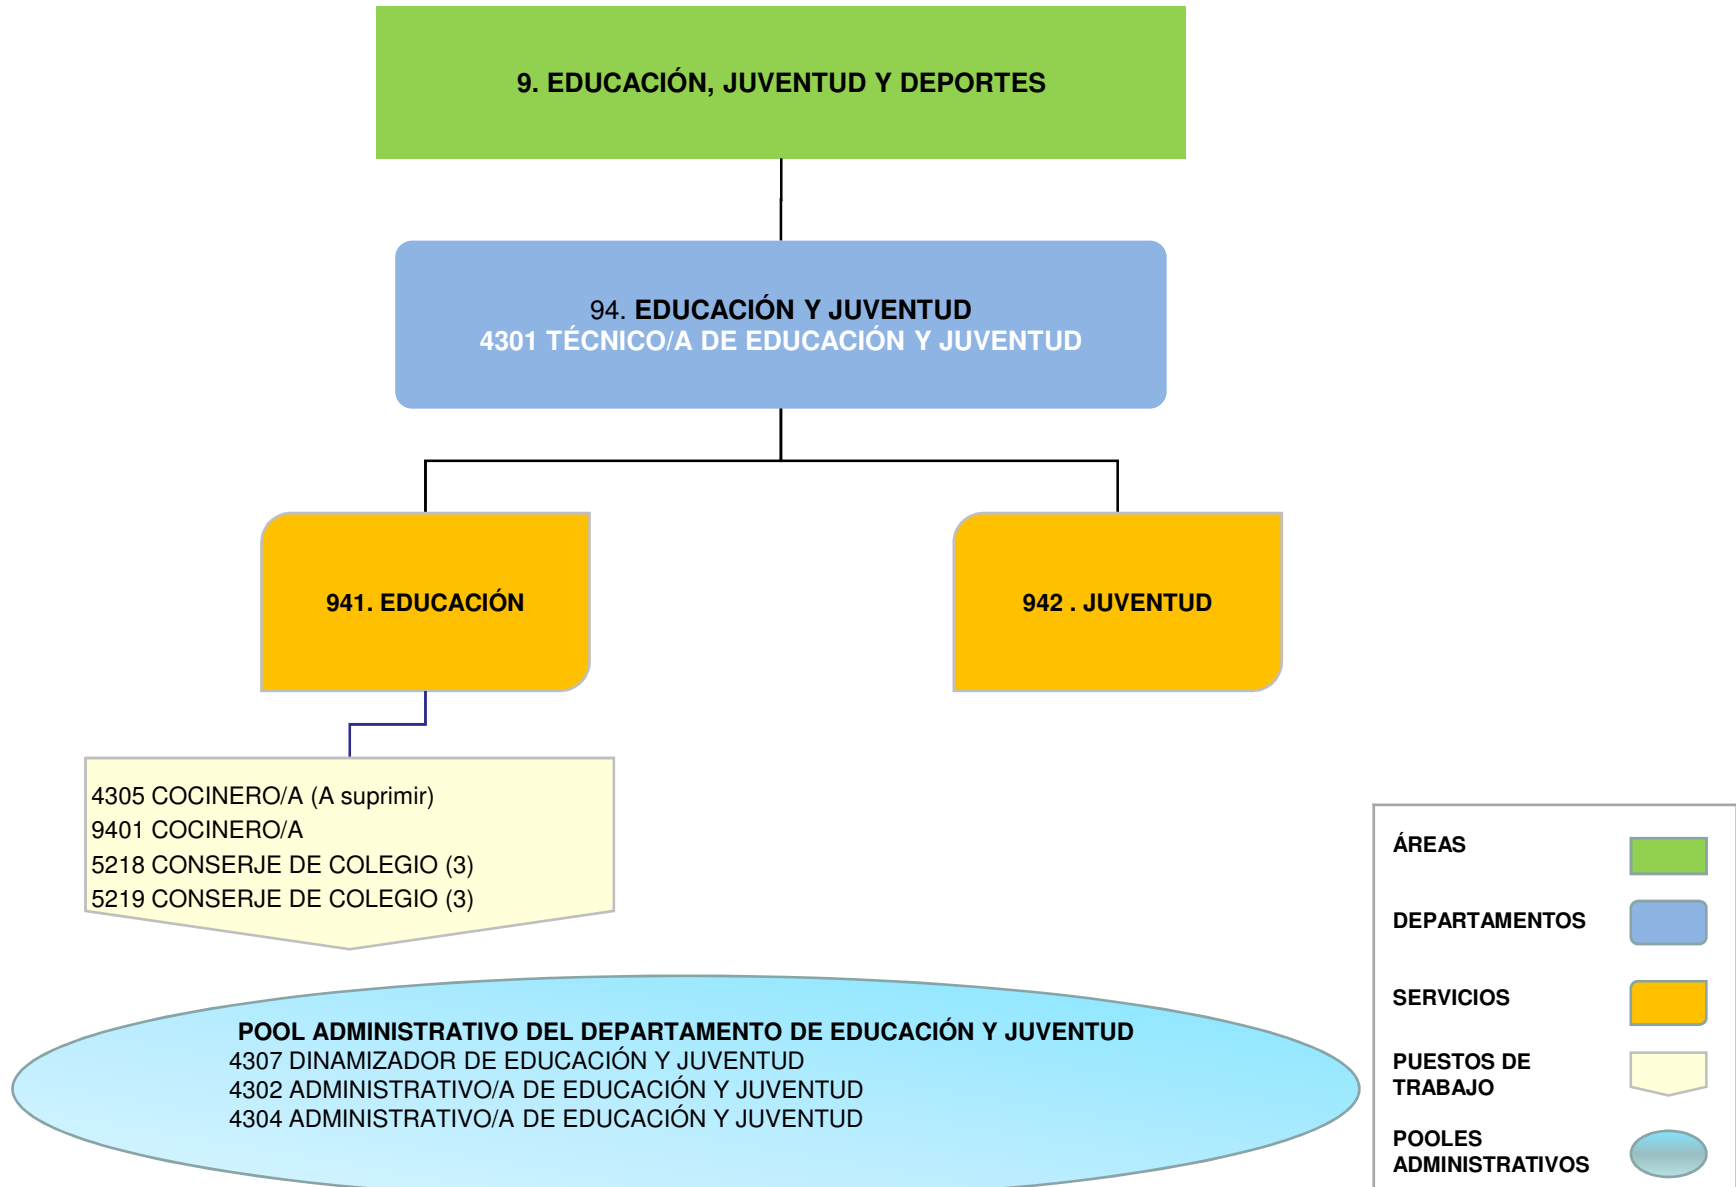 9. EDUCACIÓN, JUVENTUD Y DEPORTES
94. EDUCACIÓN Y JUVENTUD
4301 TÉCNICO/A DE EDUCACIÓN Y JUVENTUD
941. EDUCACIÓN
942 . JUVENTUD
4305 COCINERO/A (A suprimir)
9401 COCINERO/A
5218 CONSERJE DE COLEGIO (3)
5219 CONSERJE DE COLEGIO (3)
POOL ADMINISTRATIVO DEL DEPARTAMENTO DE EDUCACIÓN Y JUVENTUD
4307 DINAMIZADOR DE EDUCACIÓN Y JUVENTUD
4302 ADMINISTRATIVO/A DE EDUCACIÓN Y JUVENTUD
4304 ADMINISTRATIVO/A DE EDUCACIÓN Y JUVENTUD
ÁREAS
DEPARTAMENTOS
SERVICIOS
PUESTOS DE
TRABAJO
POOLES
ADMINISTRATIVOS